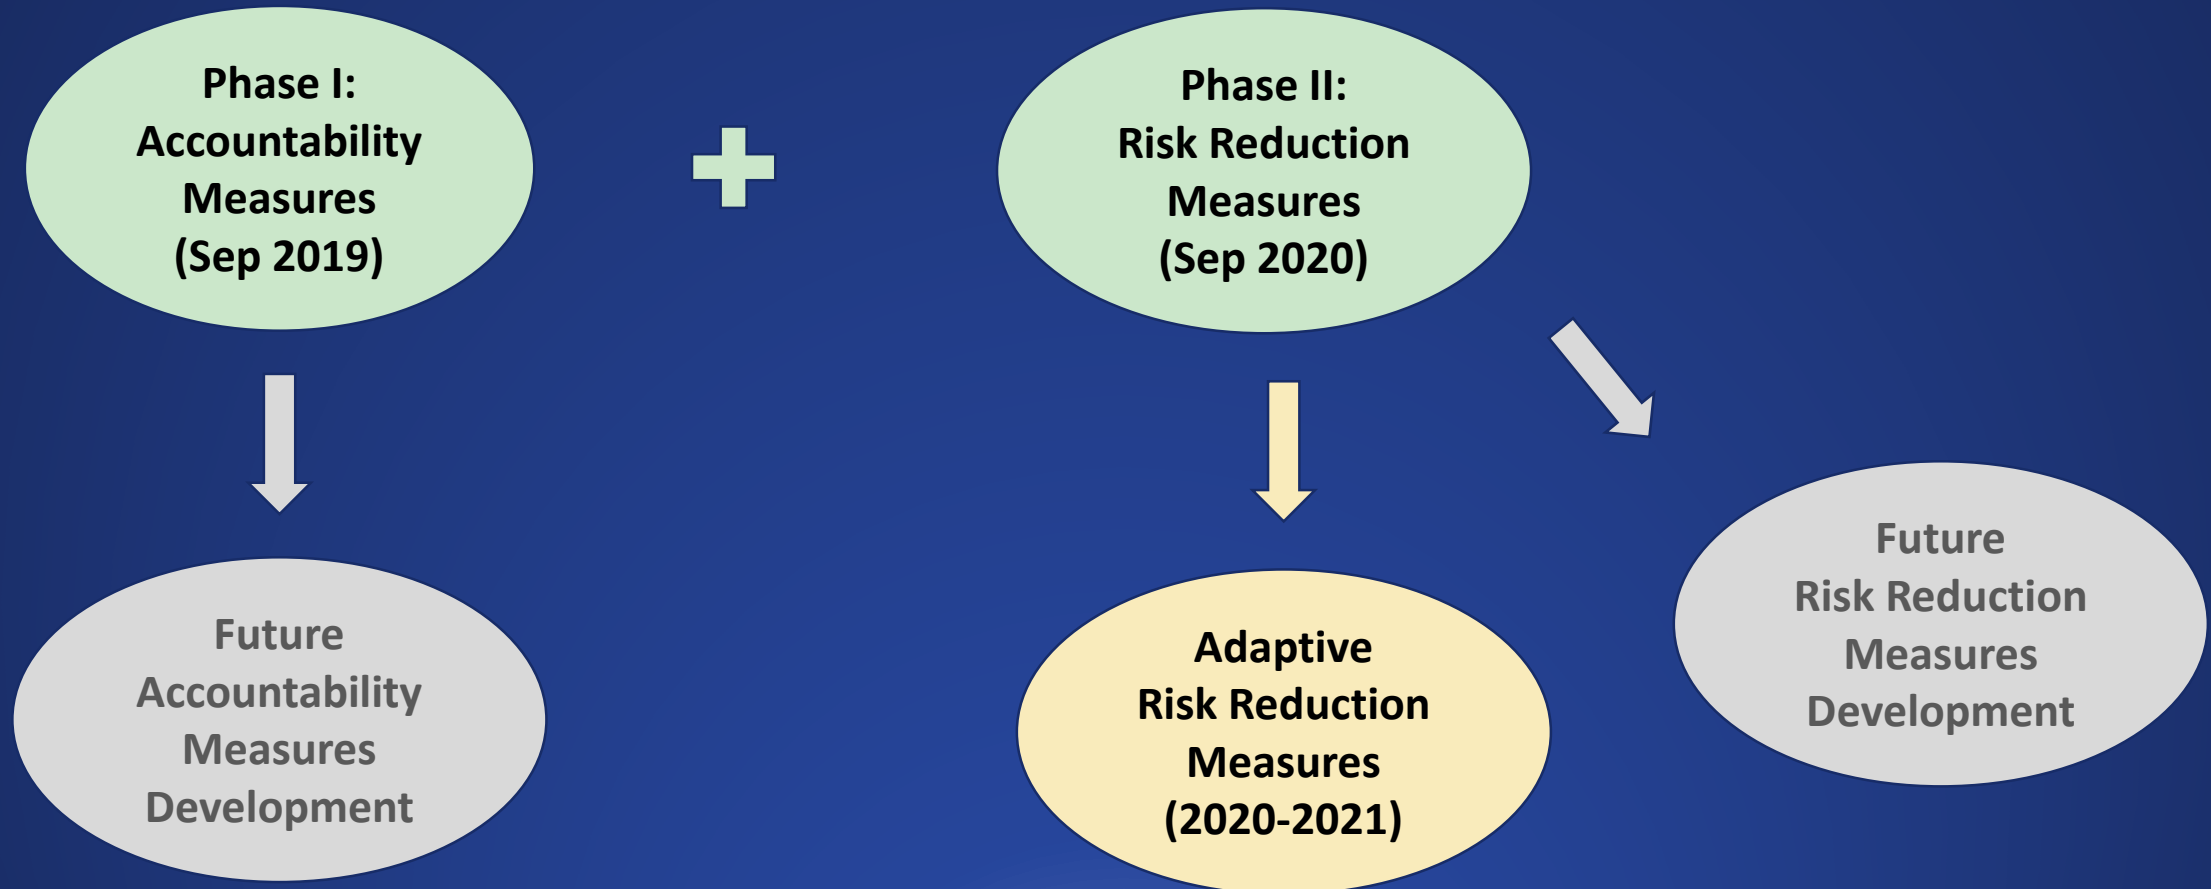 Phase I:
Accountability
Measures
(Sep 2019)
Phase II:
Risk Reduction
Measures
(Sep 2020)
Future
Accountability
Measures
Development
Adaptive
Risk Reduction
Measures
(2020-2021)
Future
Risk Reduction
Measures
Development